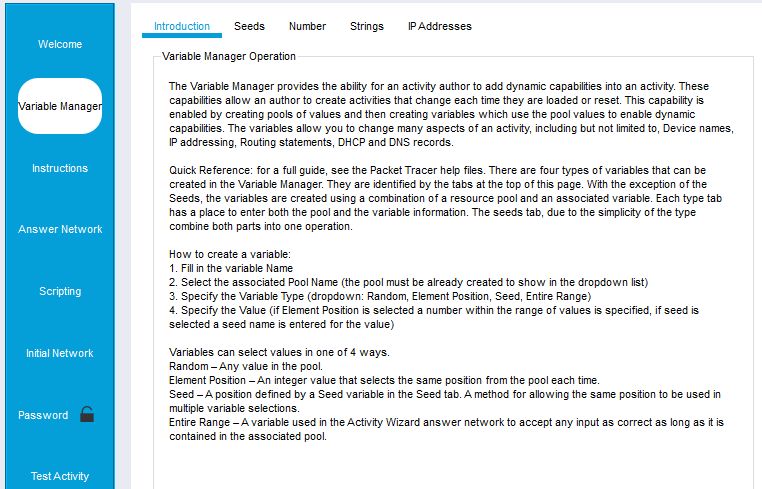 Welcome
Variable Manager
Instructions
Answer Network
Scripting
Initial Network
Password
Test Activity
Introduction Seeds Number Strings IP Addresses
Variable Manager Operation
The Variable Manager provides the ability for an activity author to add dynamic capabilities into an activity. These
capabilities allow an author to create activities that change each time they are loaded or reset. This capability is
enabled by creating pools of values and then creating variables which use the pool values to enable dynamic
capabilities. The variables allow you to change many aspects of an activity, including but not limited to, Device names,
IP addressing, Routing statements, DHCP and DNS records.
Quick Reference: for a full guide, see the Packet Tracer help files. There are four types of variables that can be
created in the Variable Manager. They are identified by the tabs at the top of this page. With the exception of the
Seeds, the variables are created using a combination of a resource pool and an associated variable. Each type tab
has a place to enter both the pool and the variable information. The seeds tab, due to the simplicity of the type
combine both parts into one operation.
How to create a variable:
1. Fill in the variable Name
2. Select the associated Pool Name (the pool must be already created to show in the dropdown list)
3. Specify the Variable Type (dropdown: Random, Element Position, Seed, Entire Range)
4. Specify the Value (if Element Position is selected a number within the range of values is specified, if seed is
selected a seed name is entered for the value)
Variables can select values in one of 4 ways.
Random – Any value in the pool.
Element Position – An integer value that selects the same position from the pool each time.
Seed – A position defined by a Seed variable in the Seed tab. A method for allowing the same position to be used in
multiple variable selections.
Entire Range – A variable used in the Activity Wizard answer network to accept any input as correct as long as it is
contained in the associated pool.